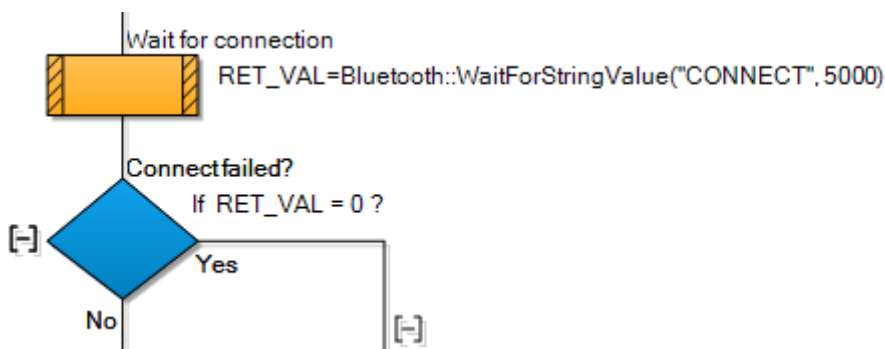 Wait for connection
RET_VAL=Bluetooth::WaitForStringValue("CONNECT", 5000)
Connect failed?
If RET_VAL = 0 ?
[-]
Yes
No
[-]